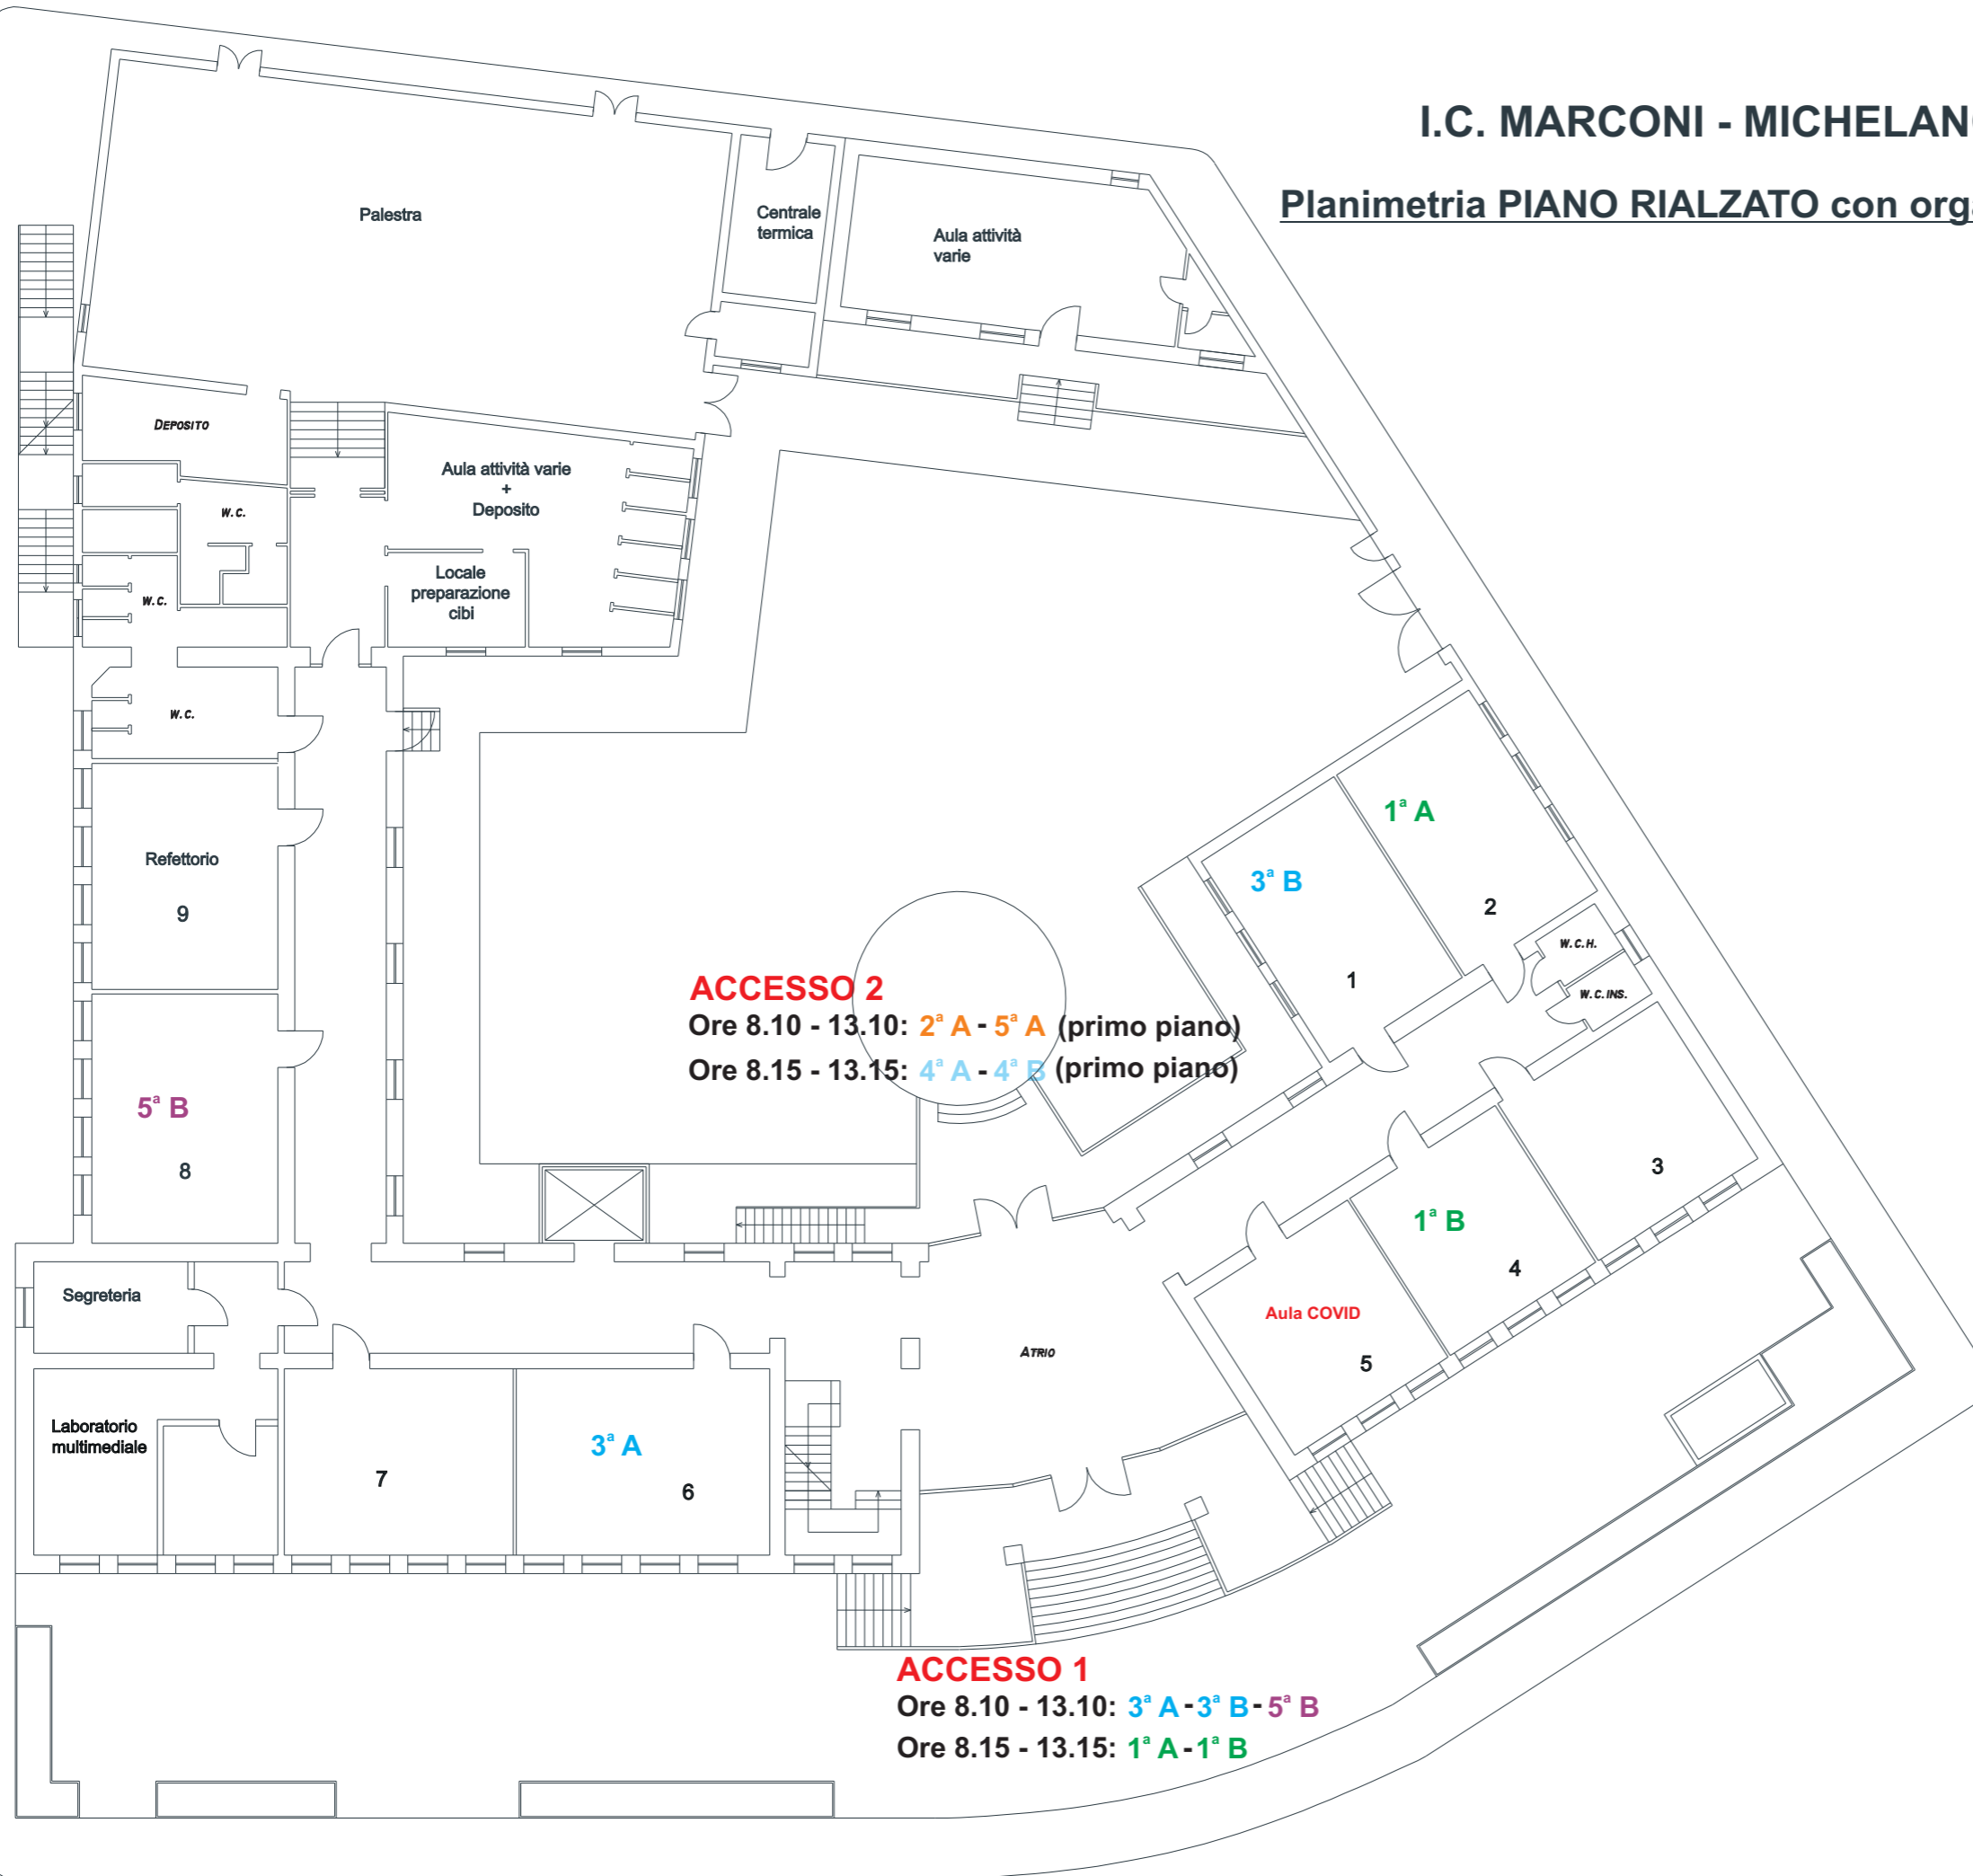 I.C. MARCONI - MICHELAN
Planimetria PIANO RIALZATO con org
Palestra
Centrale
termica
Aula attività
varie
DEPOSITO
Aula attività varie
+
Deposito
W.C.
Locale
preparazione
cibi
W.C.
W.C.
1ª A
Refettorio
9
3ª B
2
W.C.H.
1
W.C.INS.
ACCESSO 2
Ore 8.10 - 13.10: 2ª A - 5ª A (primo piano)
Ore 8.15 - 13.15: 4ª A - 4ª B (primo piano)
5ª B
8
3
1ª B
4
Segreteria
Aula COVID
5
ATRIO
Laboratorio
multimediale
7
3ª A
6
ACCESSO 1
Ore 8.10 - 13.10: 3ª A - 3ª B - 5ª B
Ore 8.15 - 13.15: 1ª A - 1ª B